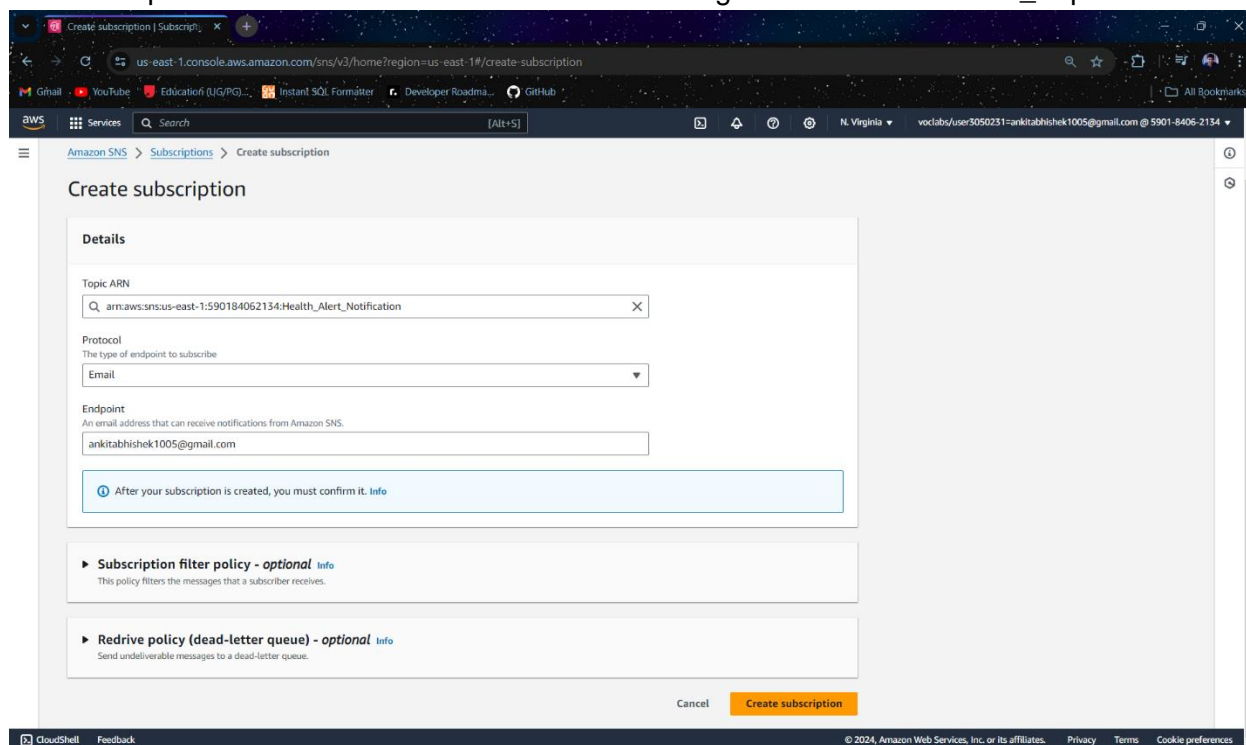 Create subscription | Subscripti
us-east-1.console.aws.amazon.com/sns/v3/home?region=us-east-1#/create-subscription
Gmail YouTube Education (UG/PG)... Instant SQL Formatter Developer Roadma... GitHub All Bookmarks
aws Services Search [Alt+S] N. Virginia voclabs/user3050231=ankitabhishek1005@gmail.com @ 5901-8406-2134
Amazon SNS > Subscriptions > Create subscription
Create subscription
Details
Topic ARN
arn:aws:sns:us-east-1:590184062134:Health_Alert_Notification
Protocol
The type of endpoint to subscribe
Email
Endpoint
An email address that can receive notifications from Amazon SNS.
ankitabhishek1005@gmail.com
After your subscription is created, you must confirm it. Info
Subscription filter policy - optional Info
This policy filters the messages that a subscriber receives.
Redrive policy (dead-letter queue) - optional Info
Send undeliverable messages to a dead-letter queue.
Cancel Create subscription
CloudShell Feedback © 2024, Amazon Web Services, Inc. or its affiliates. Privacy Terms Cookie preferences